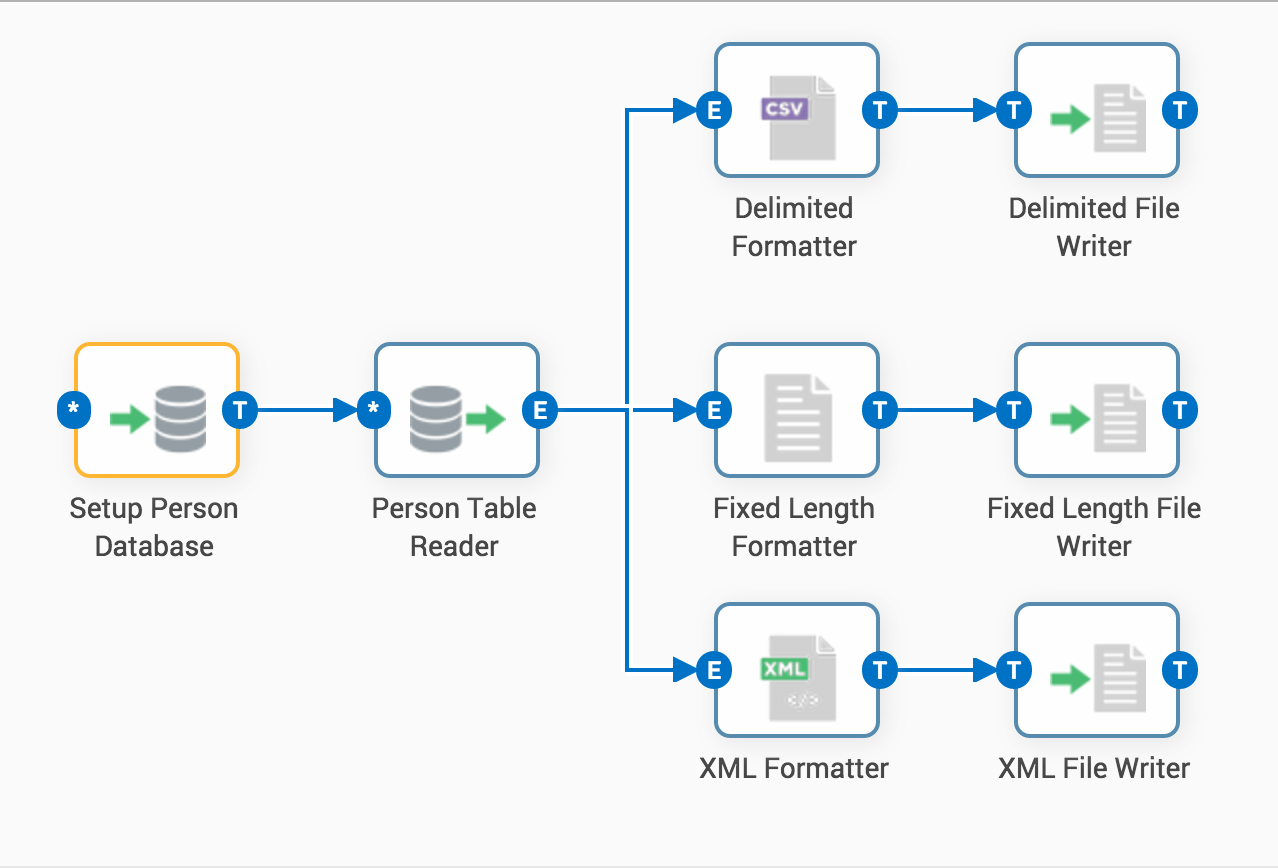 E
CSV
T
T
T
Delimited
Formatter
Delimited File
Writer
*
T
*
E
E
T
T
T
Setup Person
Database
Person Table
Reader
Fixed Length
Formatter
Fixed Length File
Writer
E
XML
</>
T
T
T
XML Formatter
XML File Writer